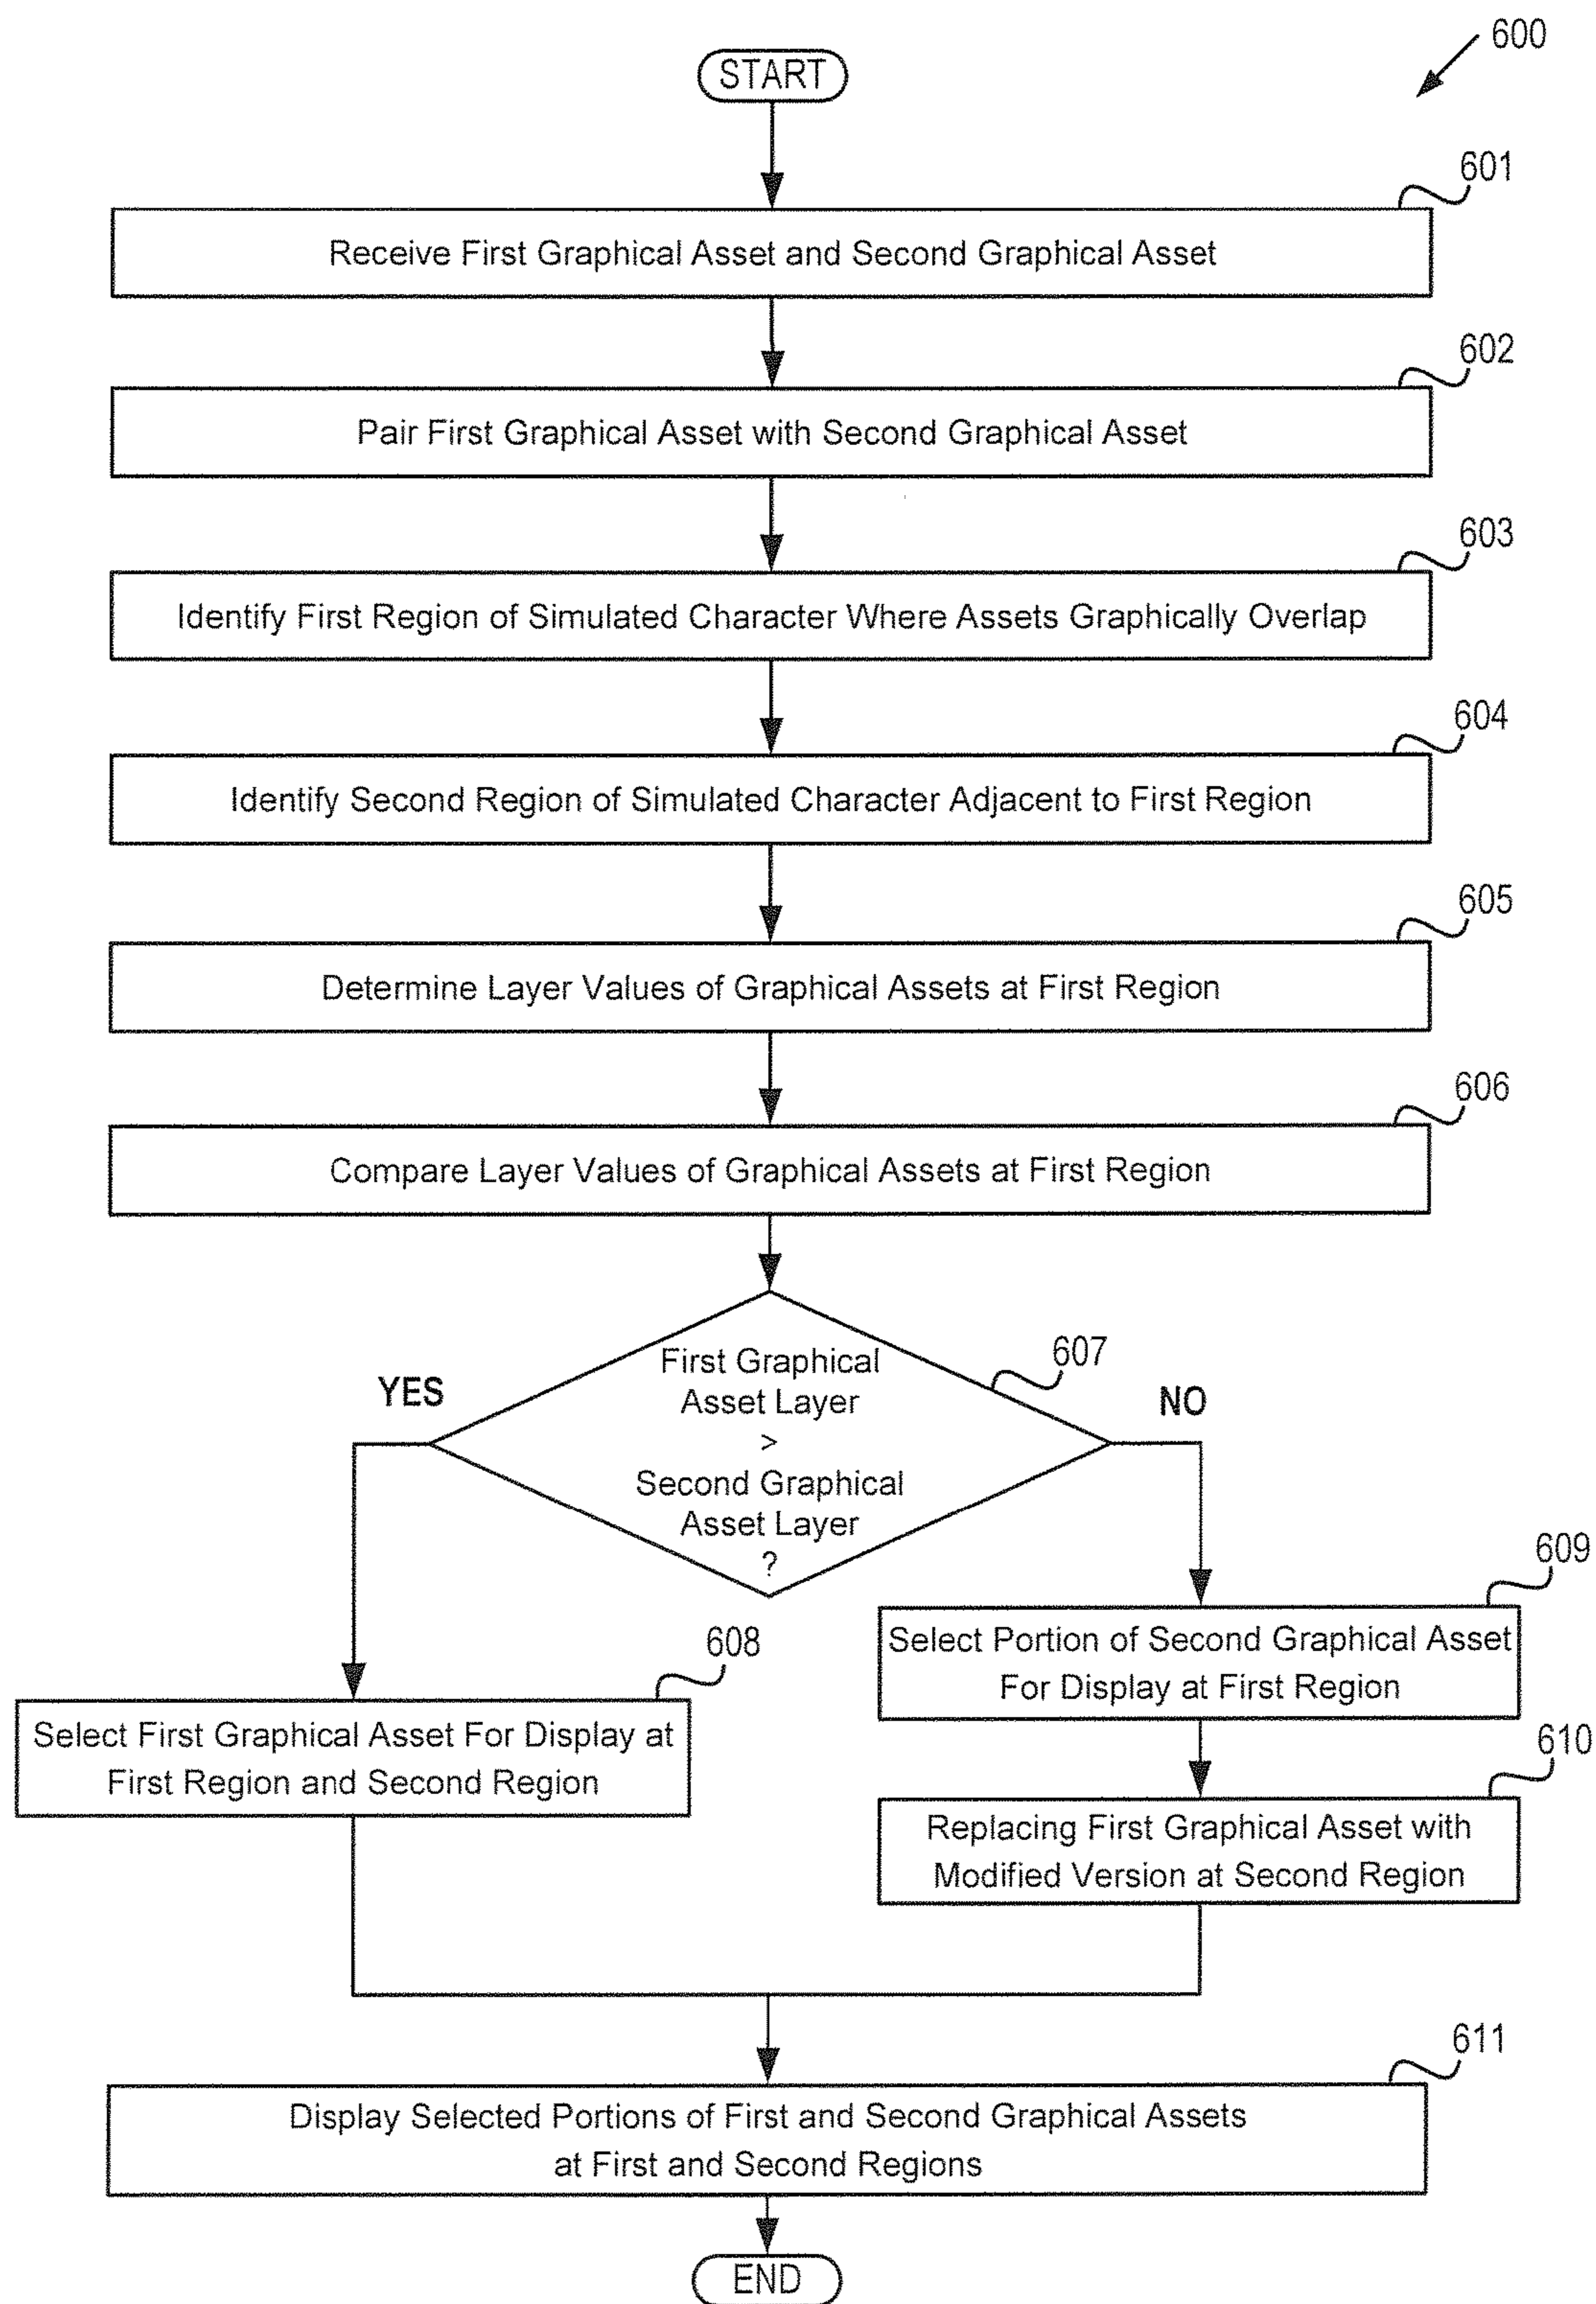 600
START
601
Receive First Graphical Asset and Second Graphical Asset
602
Pair First Graphical Asset with Second Graphical Asset
603
Identify First Region of Simulated Character Where Assets Graphically Overlap
604
Identify Second Region of Simulated Character Adjacent to First Region
605
Determine Layer Values of Graphical Assets at First Region
606
Compare Layer Values of Graphical Assets at First Region
607
First Graphical
Asset Layer
>
Second Graphical
Asset Layer
?
YES
NO
608
Select First Graphical Asset For Display at
First Region and Second Region
609
Select Portion of Second Graphical Asset
For Display at First Region
610
Replacing First Graphical Asset with
Modified Version at Second Region
611
Display Selected Portions of First and Second Graphical Assets
at First and Second Regions
END